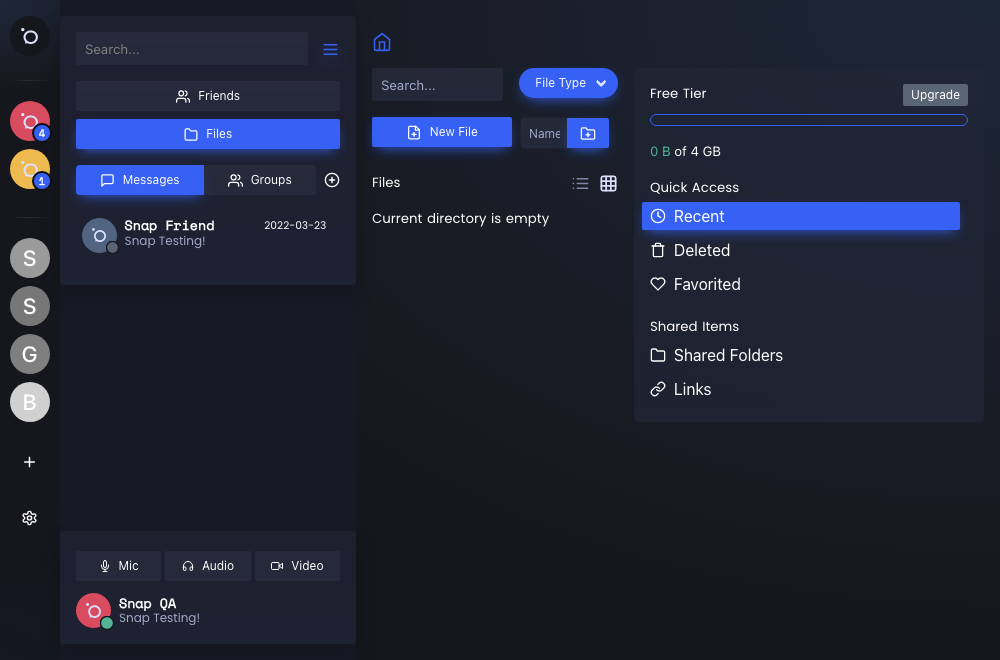 4
1
S
S
G
B
Search...
Friends
Files
Messages
Groups
Snap Friend
2022-03-23
Snap Testing!
Mic
Audio
Video
Snap QA
Snap Testing!
Search...
File Type
New File
Name
Files
Current directory is empty
Free Tier
Upgrade
0 B of 4 GB
Quick Access
Recent
Deleted
Favorited
Shared Items
Shared Folders
Links